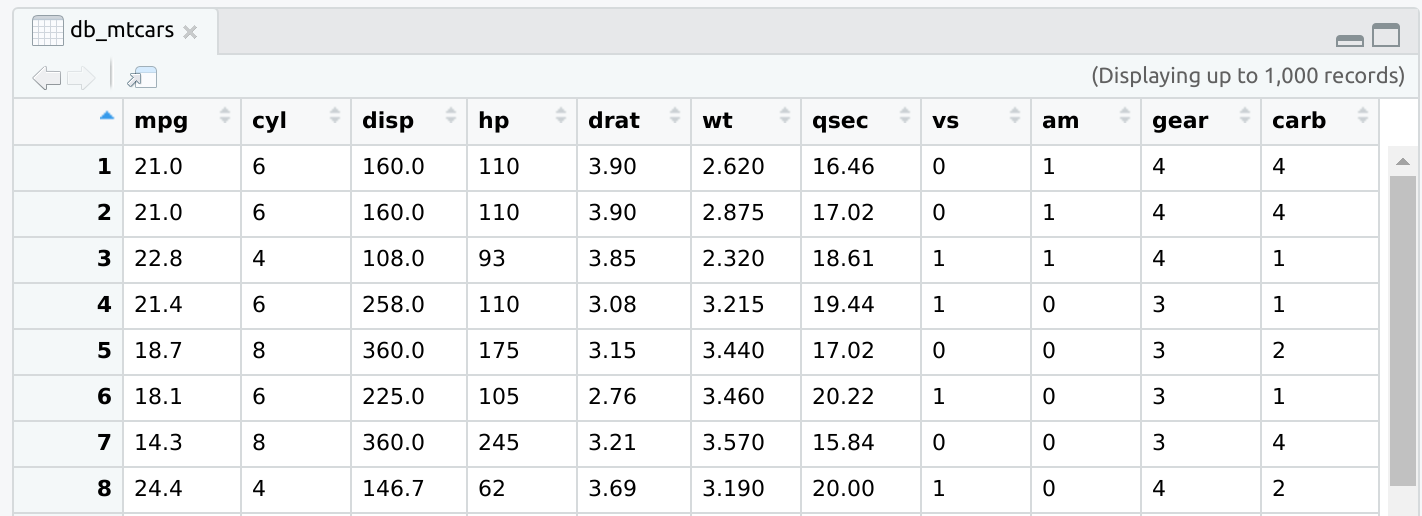 db_mtcars
(Displaying up to 1,000 records)
mpg cyl disp hp drat wt qsec vs am gear carb
1 21.0 6 160.0 110 3.90 2.620 16.46 0 1 4 4
2 21.0 6 160.0 110 3.90 2.875 17.02 0 1 4 4
3 22.8 4 108.0 93 3.85 2.320 18.61 1 1 4 1
4 21.4 6 258.0 110 3.08 3.215 19.44 1 0 3 1
5 18.7 8 360.0 175 3.15 3.440 17.02 0 0 3 2
6 18.1 6 225.0 105 2.76 3.460 20.22 1 0 3 1
7 14.3 8 360.0 245 3.21 3.570 15.84 0 0 3 4
8 24.4 4 146.7 62 3.69 3.190 20.00 1 0 4 2